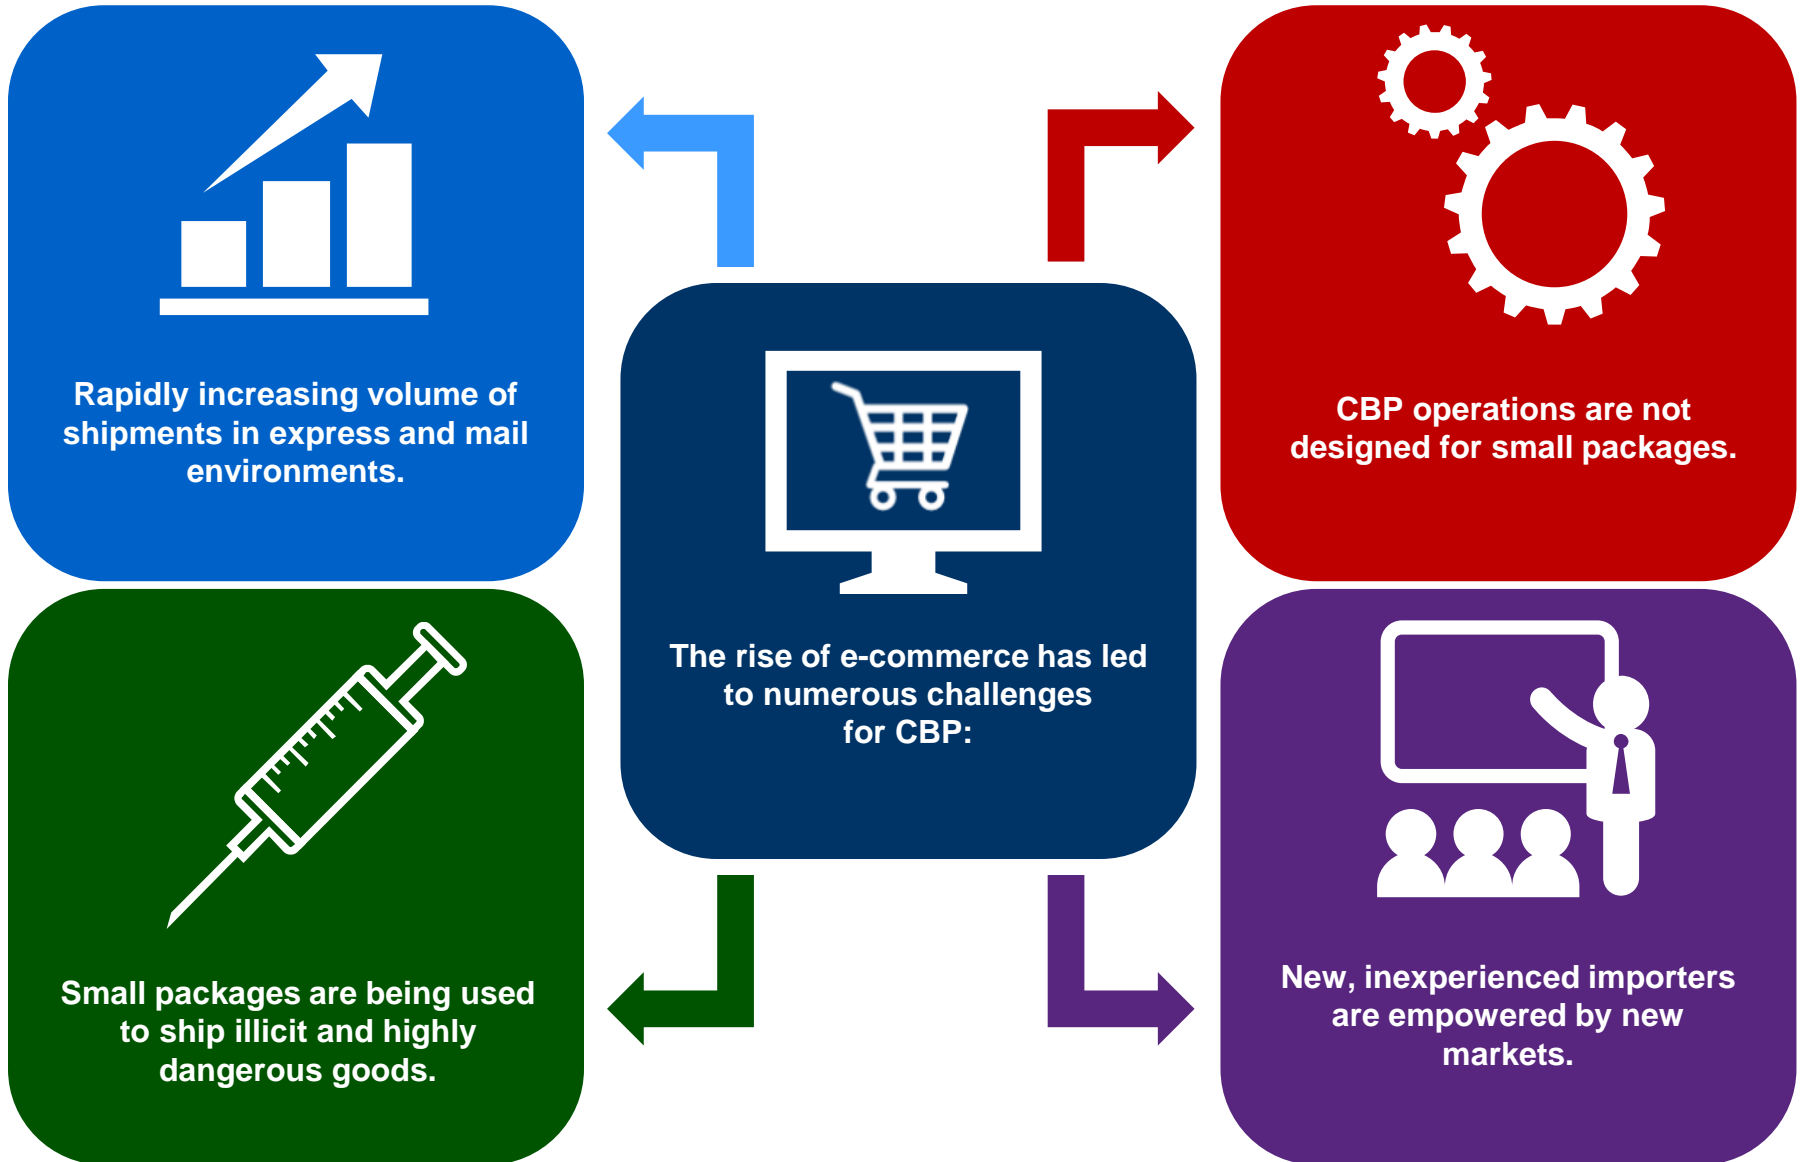 Rapidly increasing volume of
shipments in express and mail
environments.
CBP operations are not
designed for small packages.
The rise of e-commerce has led
to numerous challenges
for CBP:
Small packages are being used
to ship illicit and highly
dangerous goods.
New, inexperienced importers
are empowered by new
markets.